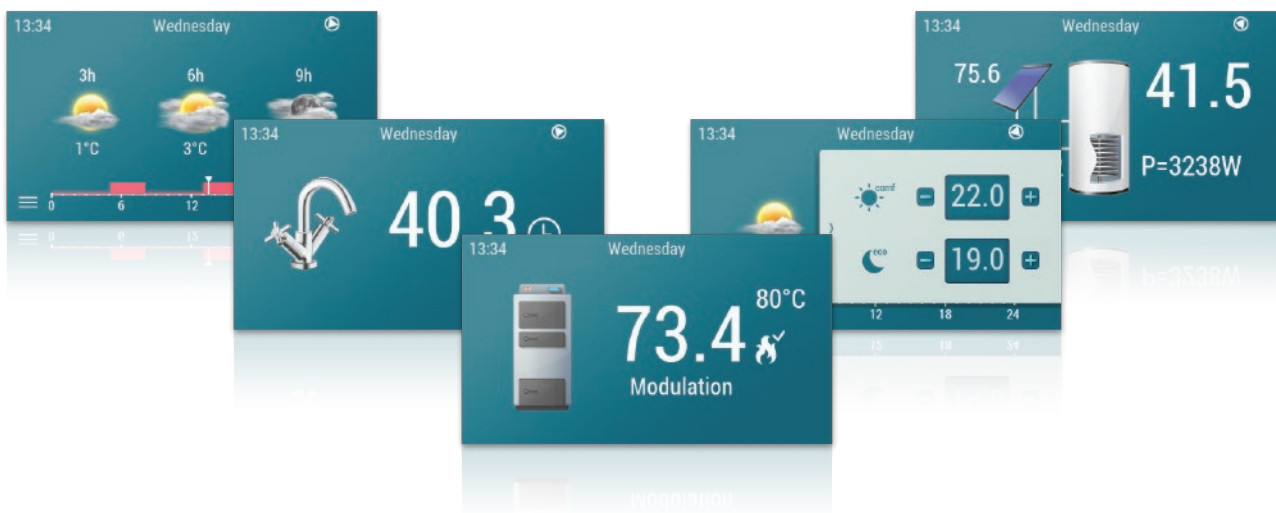 13:34 Wednesday
3h 6h 9h
1°C 3°C
0 6 12
13:34 Wednesday
40.3
13:34 Wednesday
80°C
73.4
Modulation
13:34 Wednesday
comf
22.0
eco
19.0
12 18 24
13:34 Wednesday
75.6
41.5
P=3238W